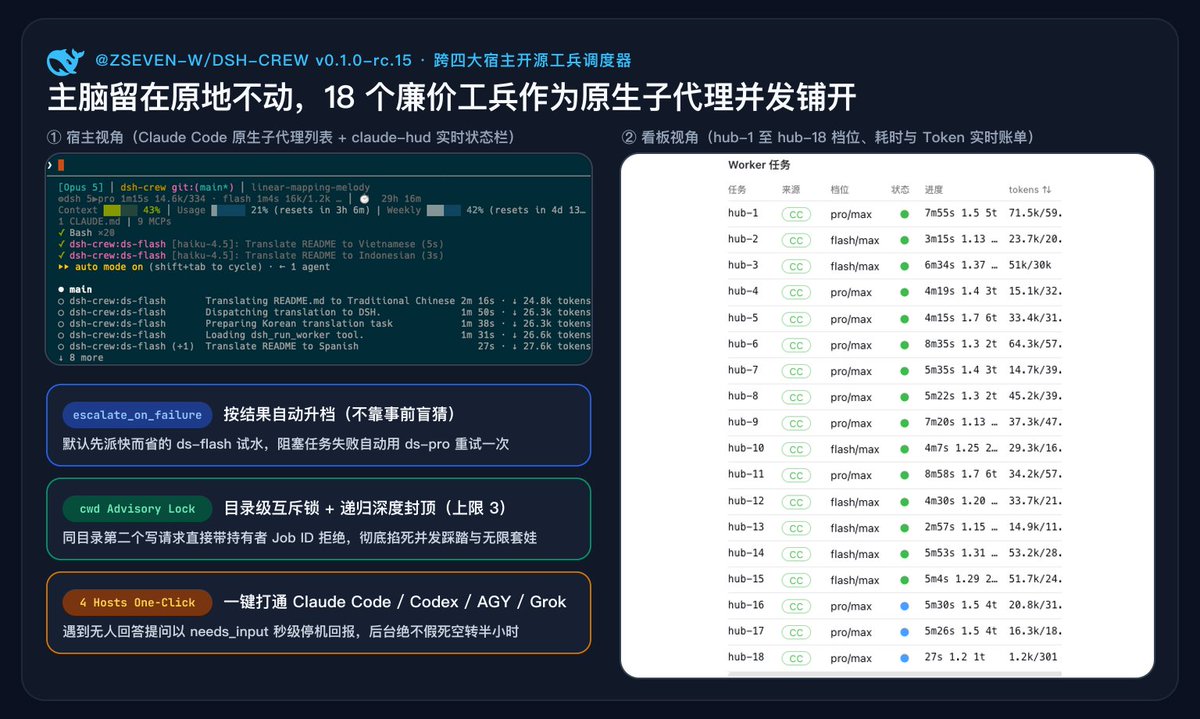 @ZSEVEN-W/DSH-CREW v0.1.0-rc.15 · 跨四大宿主开源工兵调度器
主脑留在原地不动，18 个廉价工兵作为原生子代理并发铺开
① 宿主视角（Claude Code 原生子代理列表 + claude-hud 实时状态栏）
❯
[Opus 5] | dsh-crew git:(main*) | linear-mapping-melody
⚙dsh 5▶pro 1m15s 14.6k/334 · flash 1m4s 16k/1.2k … | 29h 16m
Context 43% | Usage 21% (resets in 3h 6m) | Weekly 42% (resets in 4d 13…
1 CLAUDE.md | 9 MCPs
✓ Bash ×20
✓ dsh-crew:ds-flash [haiku-4.5]: Translate README to Vietnamese (5s)
✓ dsh-crew:ds-flash [haiku-4.5]: Translate README to Indonesian (3s)
▶▶ auto mode on (shift+tab to cycle) · ← 1 agent
● main
○ dsh-crew:ds-flash Translating README.md to Traditional Chinese 2m 16s · ↓ 24.8k tokens
○ dsh-crew:ds-flash Dispatching translation to DSH. 1m 50s · ↓ 26.3k tokens
○ dsh-crew:ds-flash Preparing Korean translation task 1m 38s · ↓ 26.3k tokens
○ dsh-crew:ds-flash Loading dsh_run_worker tool. 1m 31s · ↓ 26.6k tokens
○ dsh-crew:ds-flash (+1) Translate README to Spanish 27s · ↓ 27.6k tokens
↓ 8 more
escalate_on_failure 按结果自动升档（不靠事前盲猜）
默认先派快而省的 ds-flash 试水，阻塞任务失败自动用 ds-pro 重试一次
cwd Advisory Lock 目录级互斥锁 + 递归深度封顶（上限 3）
同目录第二个写请求直接带持有者 Job ID 拒绝，彻底掐死并发踩踏与无限套娃
4 Hosts One-Click 一键打通 Claude Code / Codex / AGY / Grok
遇到无人回答提问以 needs_input 秒级停机回报，后台绝不假死空转半小时
② 看板视角（hub-1 至 hub-18 档位、耗时与 Token 实时账单）
Worker 任务
任务 来源 档位 状态 进度 tokens ↑↓
hub-1 CC pro/max 7m55s 1.5 5t 71.5k/59.
hub-2 CC flash/max 3m15s 1.13 … 23.7k/20.
hub-3 CC flash/max 6m34s 1.37 … 51k/30k
hub-4 CC pro/max 4m19s 1.4 3t 15.1k/32.
hub-5 CC pro/max 4m15s 1.7 6t 33.4k/31.
hub-6 CC pro/max 8m35s 1.3 2t 64.3k/57.
hub-7 CC pro/max 5m35s 1.4 3t 14.7k/39.
hub-8 CC pro/max 5m22s 1.3 2t 45.2k/39.
hub-9 CC pro/max 7m20s 1.13 … 37.3k/47.
hub-10 CC flash/max 4m7s 1.25 2… 29.3k/16.
hub-11 CC pro/max 8m58s 1.7 6t 34.2k/57.
hub-12 CC flash/max 4m30s 1.20 … 33.7k/21.
hub-13 CC flash/max 2m57s 1.15 … 14.9k/11.
hub-14 CC flash/max 5m53s 1.31 … 53.2k/28.
hub-15 CC flash/max 5m4s 1.29 2… 51.7k/24.
hub-16 CC pro/max 5m30s 1.5 4t 20.8k/31.
hub-17 CC pro/max 5m26s 1.5 4t 16.3k/18.
hub-18 CC pro/max 27s 1.2 1t 1.2k/301